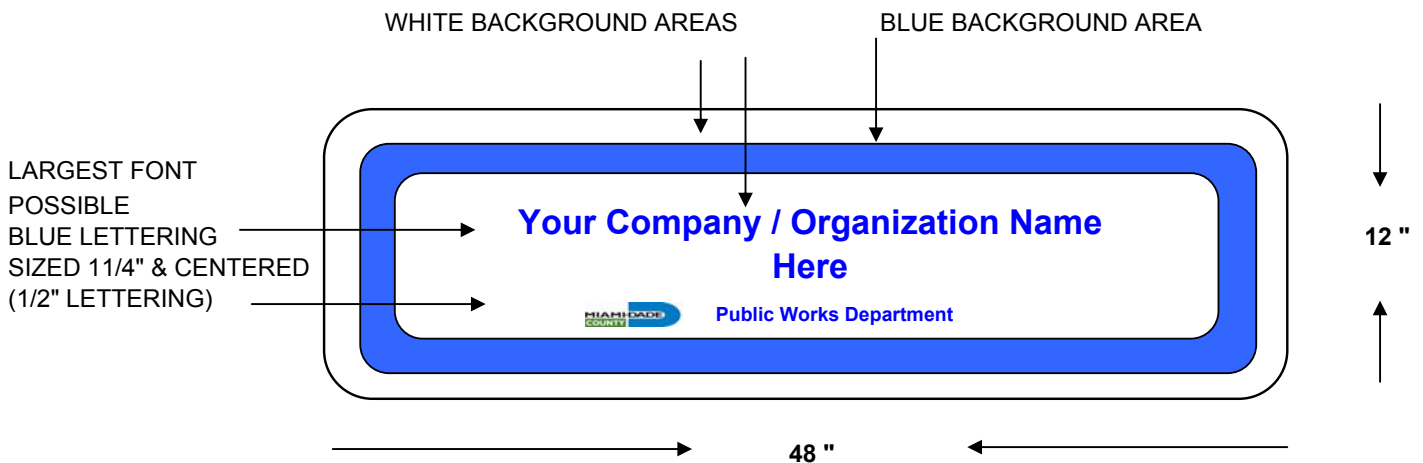 WHITE BACKGROUND AREAS
BLUE BACKGROUND AREA
LARGEST FONT
POSSIBLE
BLUE LETTERING
SIZED 11/4" & CENTERED
(1/2" LETTERING)
Your Company / Organization Name
Here
MIAMI-DADE
COUNTY
Public Works Department
12 "
48 "